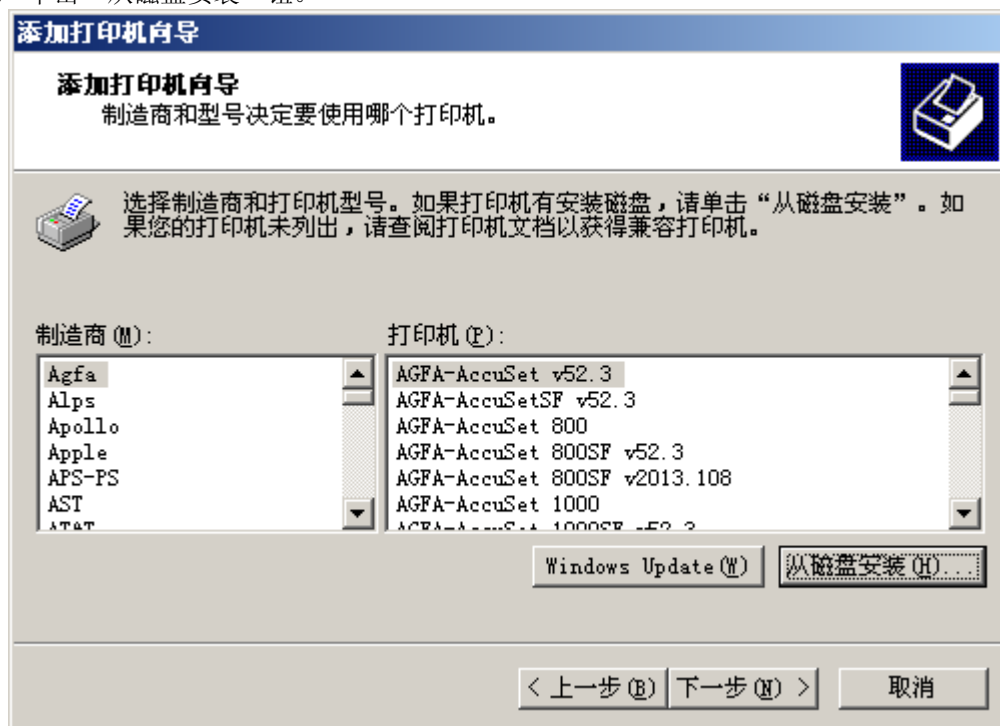 添加打印机向导
添加打印机向导
制造商和型号决定要使用哪个打印机。
选择制造商和打印机型号。如果打印机有安装磁盘，请单击“从磁盘安装”。如
果您的打印机未列出，请查阅打印机文档以获得兼容打印机。
制造商(M):
打印机(P):
Agfa
Alps
Apollo
Apple
APS-PS
AST
AT&T
AGFA-AccuSet v52.3
AGFA-AccuSetSF v52.3
AGFA-AccuSet 800
AGFA-AccuSet 800SF v52.3
AGFA-AccuSet 800SF v2013.108
AGFA-AccuSet 1000
AGFA-AccuSet 1000SF v52.3
Windows Update(W)
从磁盘安装(H)...
< 上一步(B)
下一步(N) >
取消